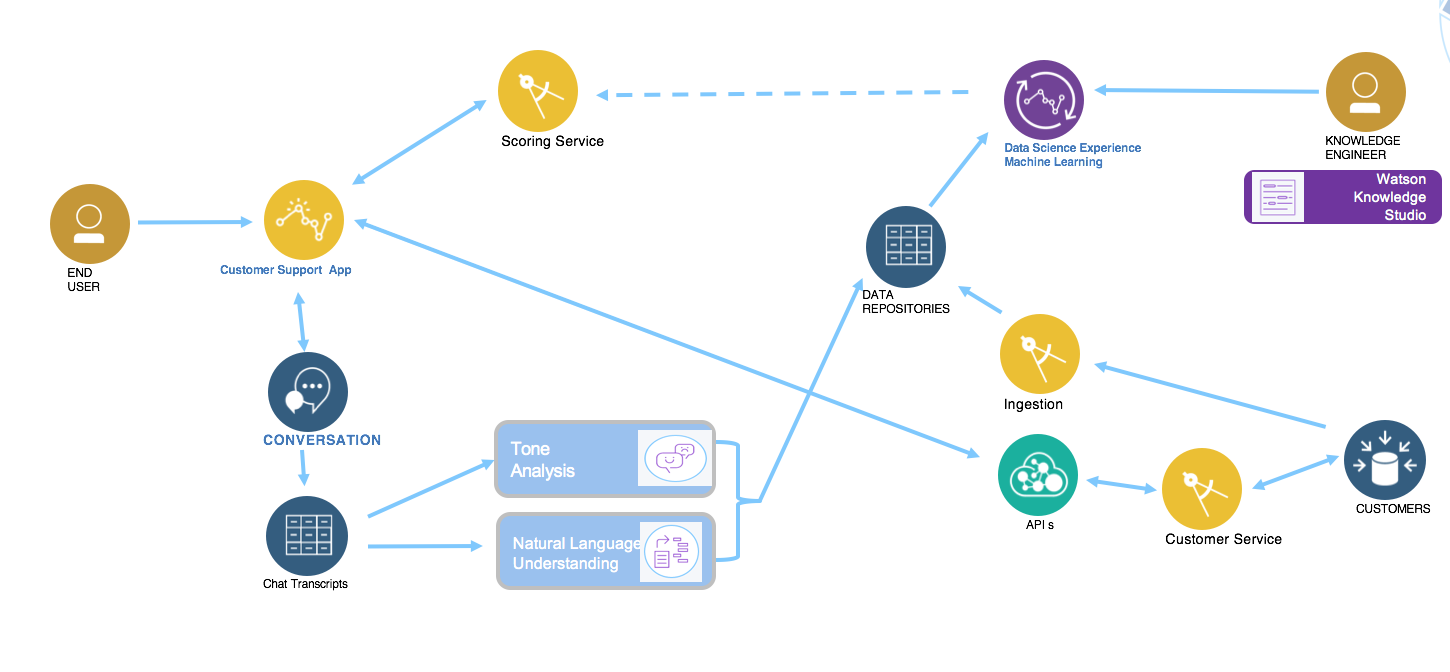 Scoring Service
Data Science Experience
Machine Learning
KNOWLEDGE
ENGINEER
Watson
Knowledge
Studio
END
USER
Customer Support App
DATA
REPOSITORIES
Ingestion
CONVERSATION
Tone
Analysis
API s
CUSTOMERS
Customer Service
Natural Language
Understanding
Chat Transcripts